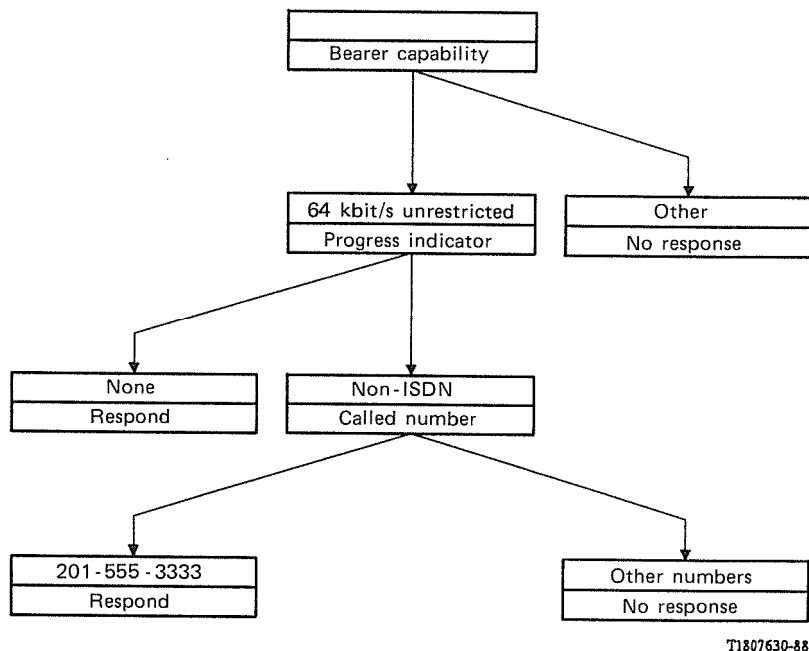 Bearer capability
64 kbit/s unrestricted
Progress indicator
Other
No response
None
Respond
Non-ISDN
Called number
201-555-3333
Respond
Other numbers
No response
T1807630-88